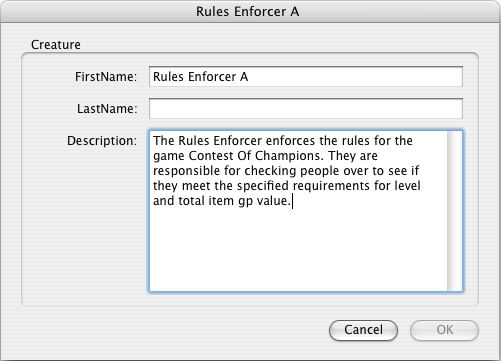 Rules Enforcer A
Creature
FirstName: Rules Enforcer A
LastName:
Description: The Rules Enforcer enforces the rules for the
game Contest Of Champions. They are
responsible for checking people over to see if
they meet the specified requirements for level
and total item gp value.
Cancel OK